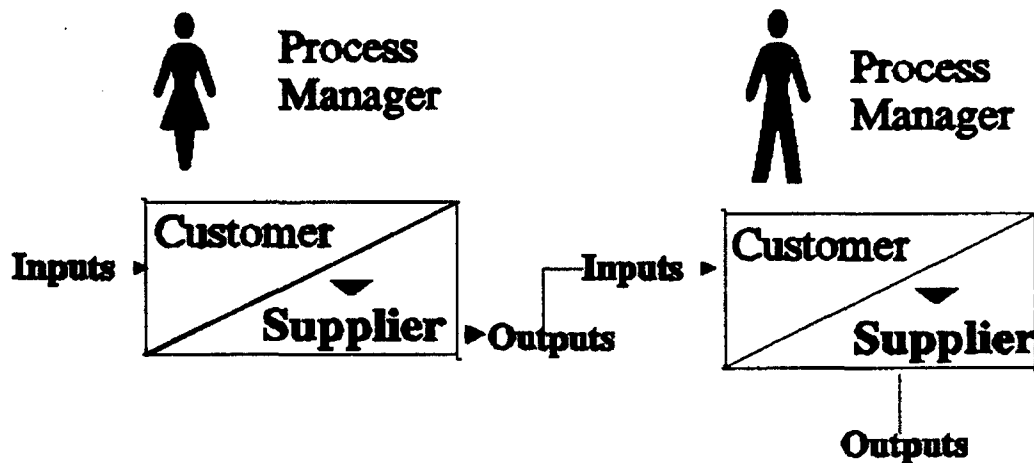 Process
Manager
Process
Manager
Customer
Inputs
Supplier
Outputs
Inputs
Customer
Supplier
Outputs